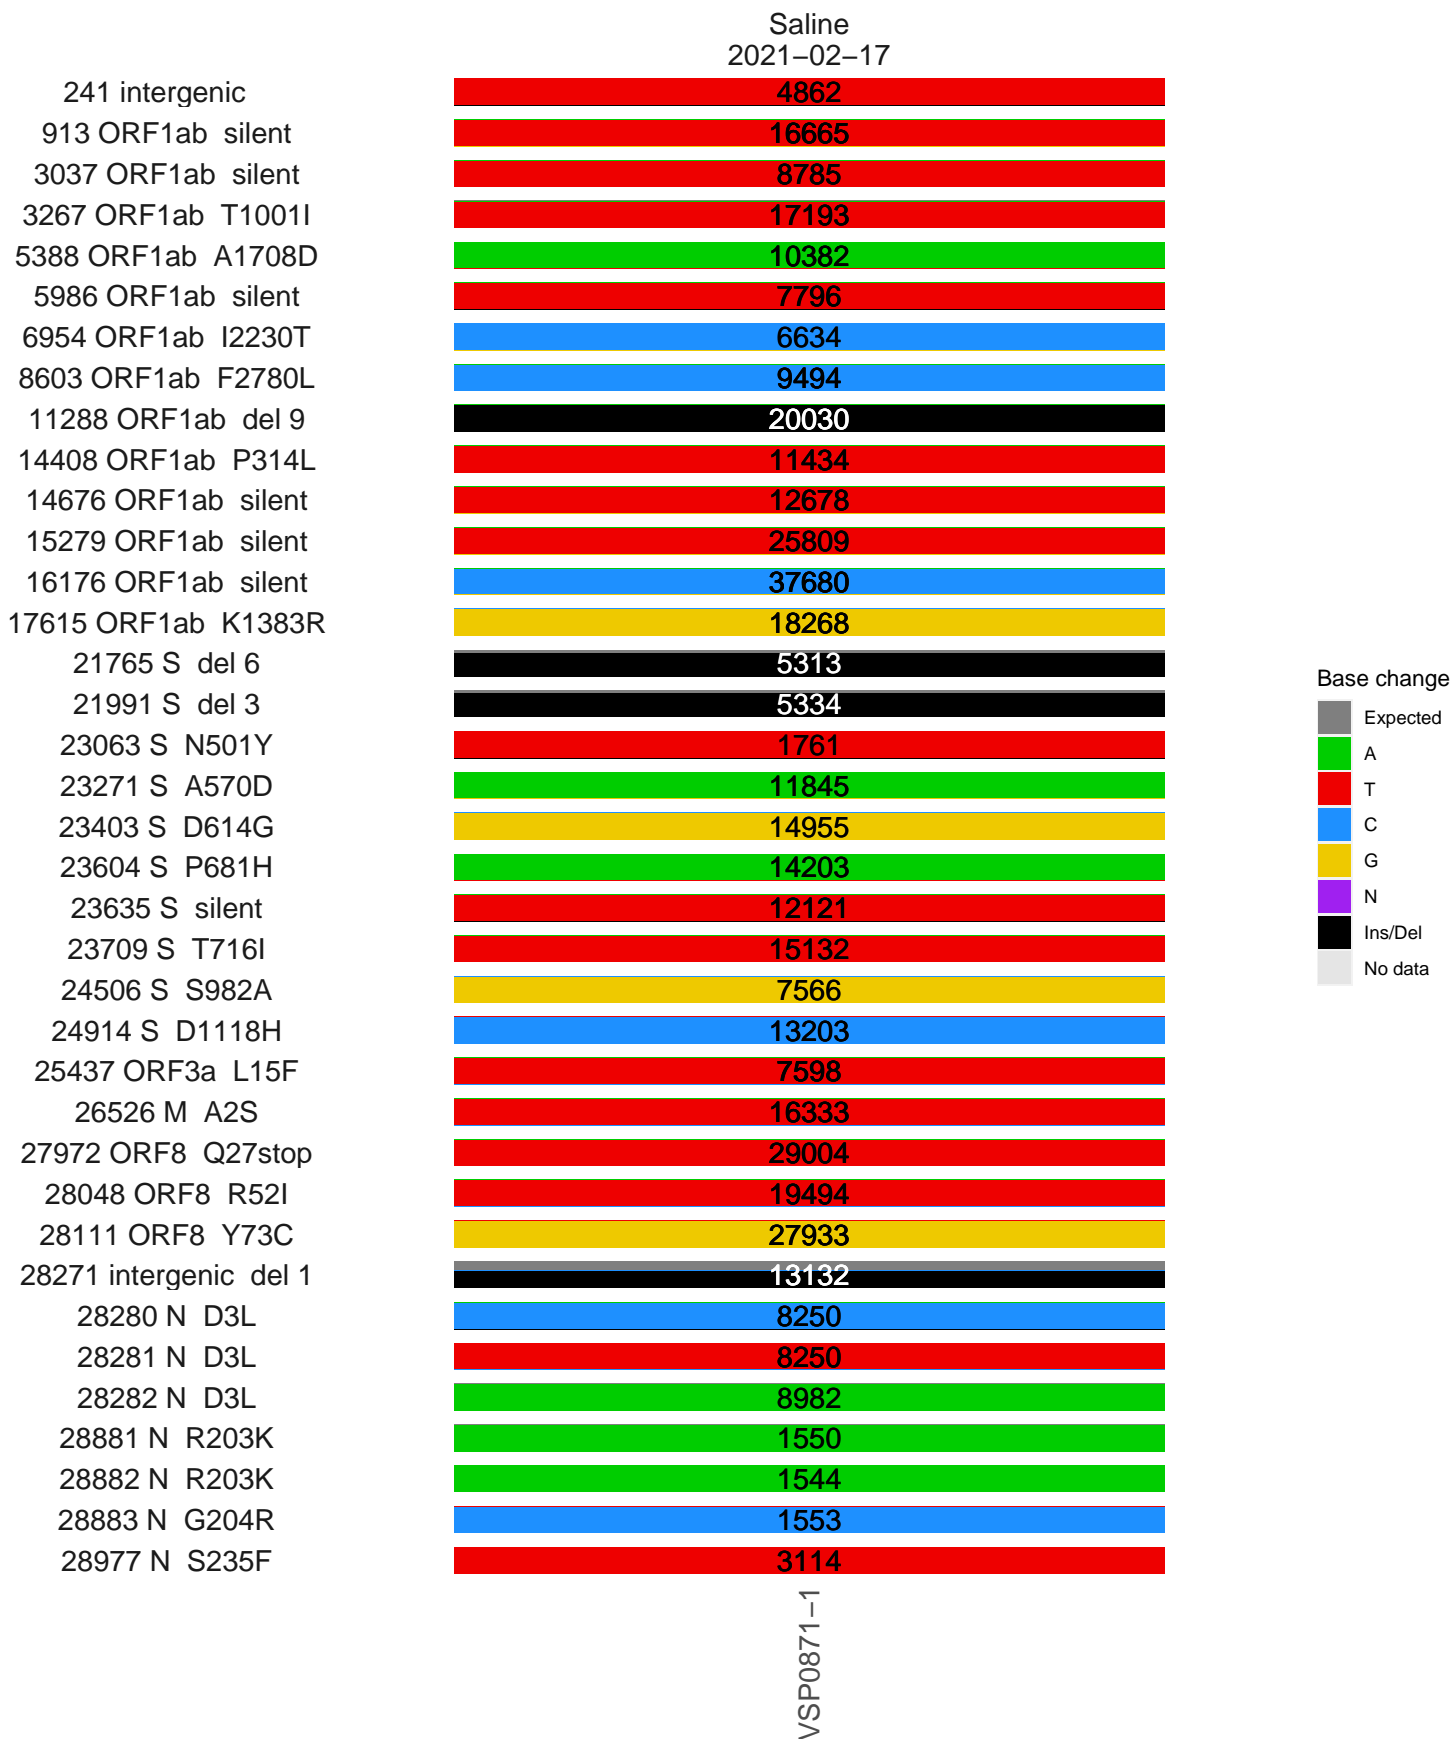 Saline
2021−02−17
241 intergenic 4862
913 ORF1ab silent 16665
3037 ORF1ab silent 8785
3267 ORF1ab T1001I 17193
5388 ORF1ab A1708D 10382
5986 ORF1ab silent 7796
6954 ORF1ab I2230T 6634
8603 ORF1ab F2780L 9494
11288 ORF1ab del 9 20030
14408 ORF1ab P314L 11434
14676 ORF1ab silent 12678
15279 ORF1ab silent 25809
16176 ORF1ab silent 37680
17615 ORF1ab K1383R 18268
21765 S del 6 5313
21991 S del 3 5334
23063 S N501Y 1761
23271 S A570D 11845
23403 S D614G 14955
23604 S P681H 14203
23635 S silent 12121
23709 S T716I 15132
24506 S S982A 7566
24914 S D1118H 13203
25437 ORF3a L15F 7598
26526 M A2S 16333
27972 ORF8 Q27stop 29004
28048 ORF8 R52I 19494
28111 ORF8 Y73C 27933
28271 intergenic del 1 13132
28280 N D3L 8250
28281 N D3L 8250
28282 N D3L 8982
28881 N R203K 1550
28882 N R203K 1544
28883 N G204R 1553
28977 N S235F 3114
VSP0871−1
Base change
Expected
A
T
C
G
N
Ins/Del
No data